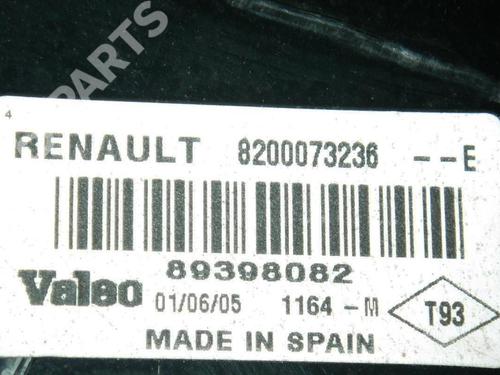 PARTS
4
RENAULT 8200073236 --E
89398082
Valeo 01/06/05 1164-M T93
MADE IN SPAIN